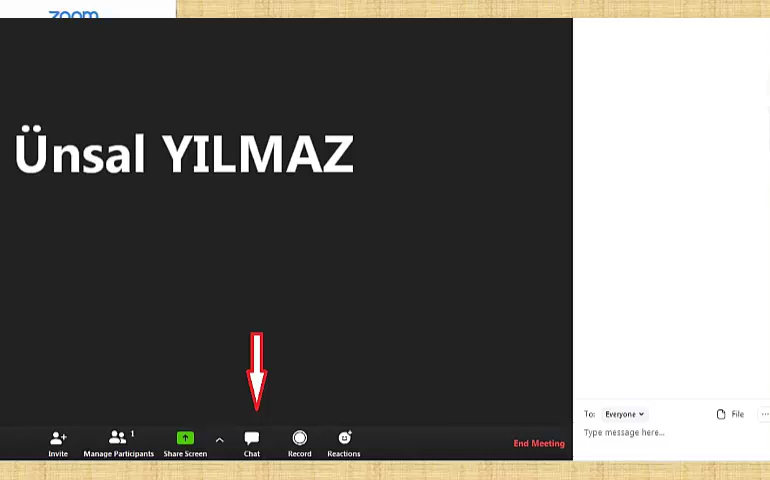 zoom
Ünsal YILMAZ
To: Everyone File
Type message here...
1
Invite Manage Participants Share Screen Chat Record Reactions
End Meeting